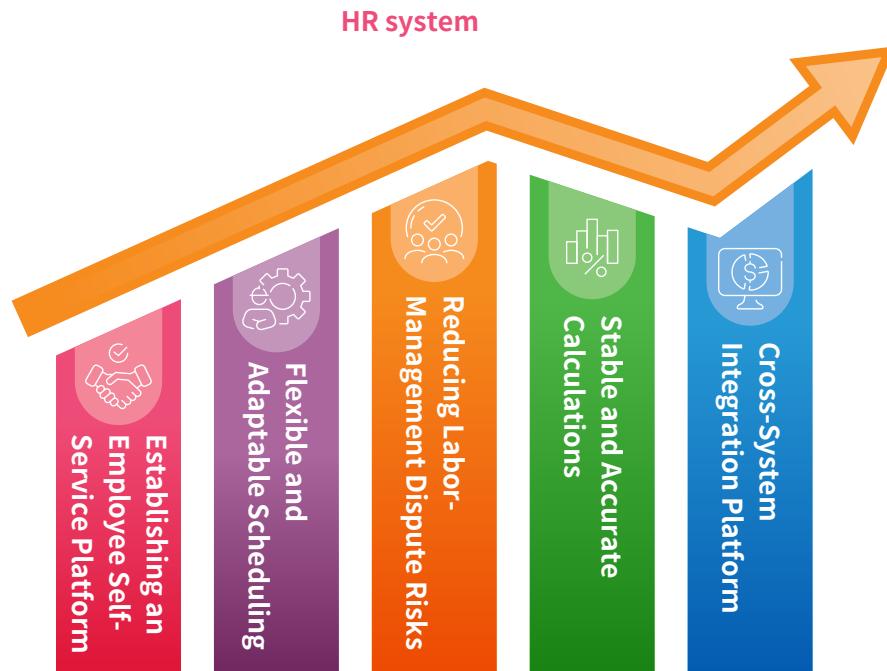 HR system
Establishing an
Employee Self-
Service Platform
Flexible and
Adaptable Scheduling
Reducing Labor-
Management Dispute Risks
Stable and Accurate
Calculations
Cross-System
Integration Platform